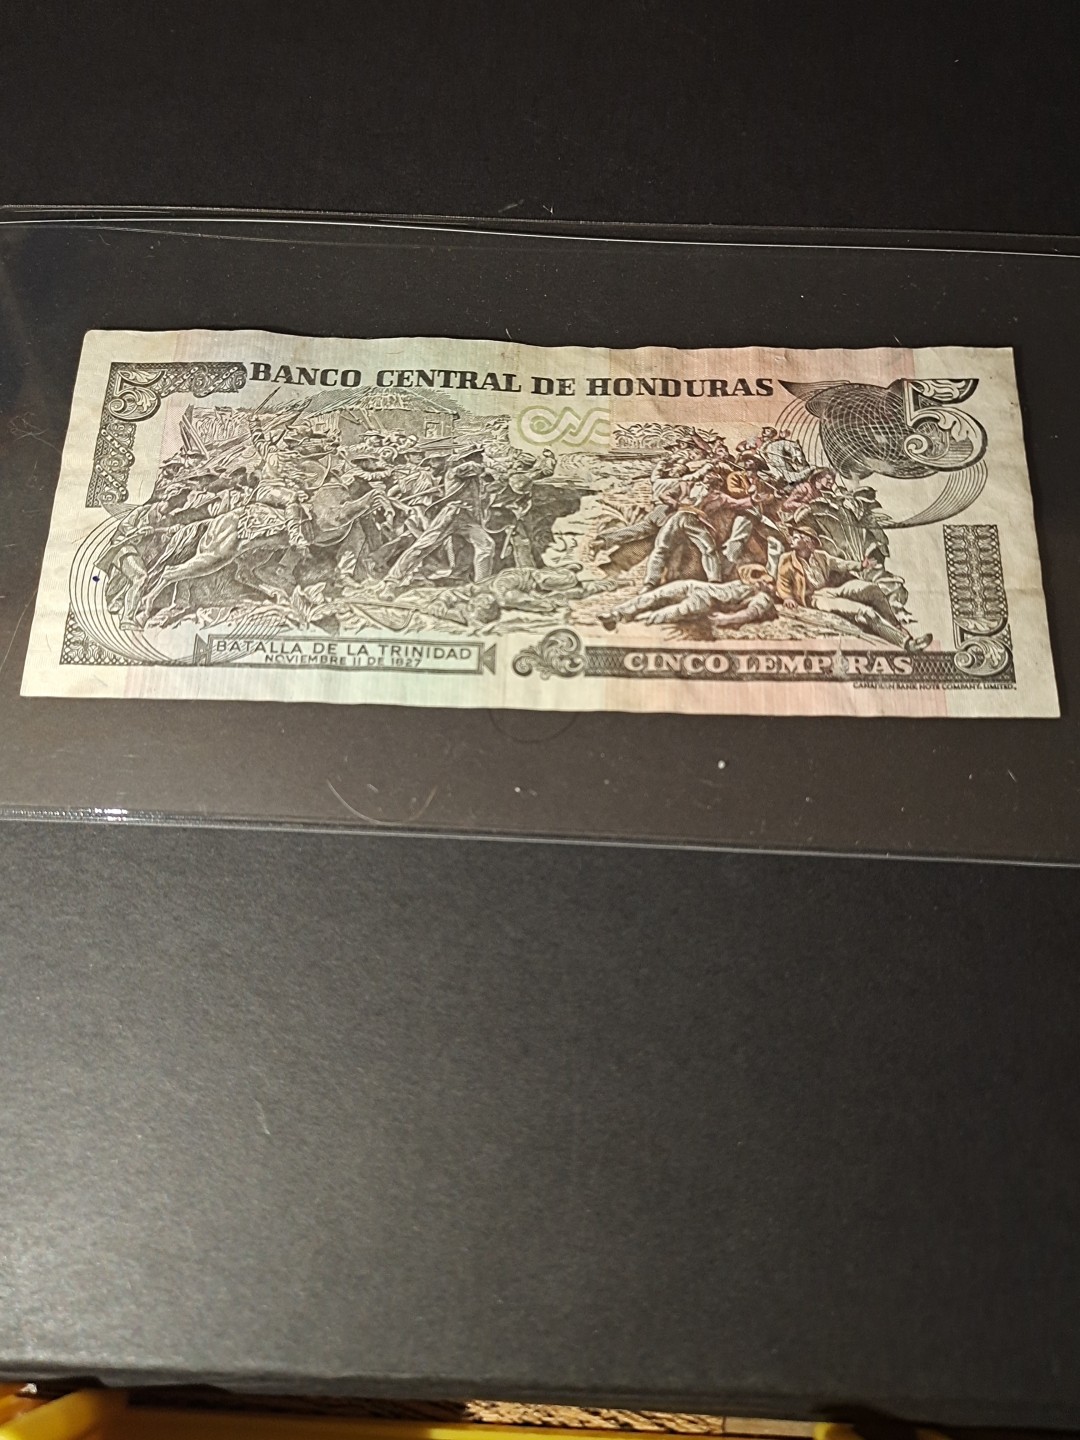 5
BANCO CENTRAL DE HONDURAS
5
BATALLA DE LA TRINIDAD
NOVIEMBRE 11 DE 1827
CINCO LEMPIRAS
5
CANADIAN BANK NOTE COMPANY, LIMITED.